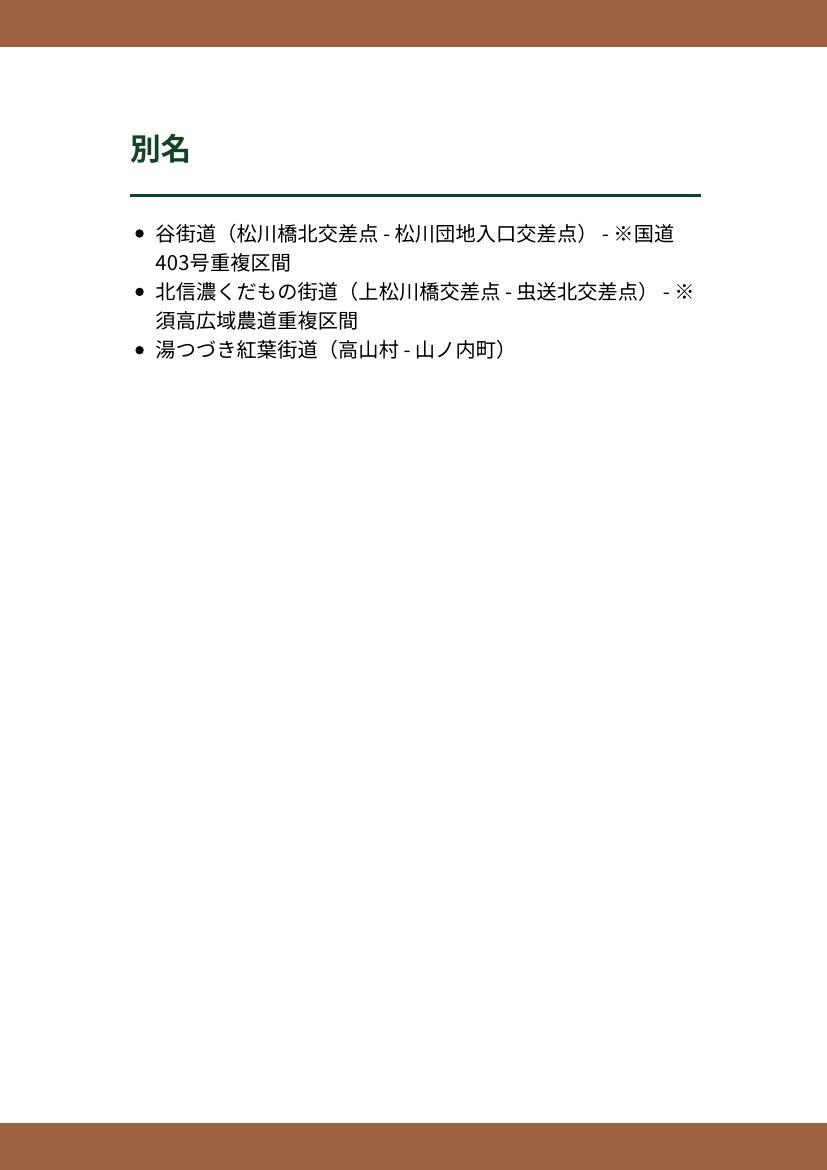 別名
• 谷街道（松川橋北交差点 - 松川団地入口交差点） - ※国道
403号重複区間
• 北信濃くだもの街道（上松川橋交差点 - 虫送北交差点） - ※
須高広域農道重複区間
• 湯つづき紅葉街道（高山村 - 山ノ内町）